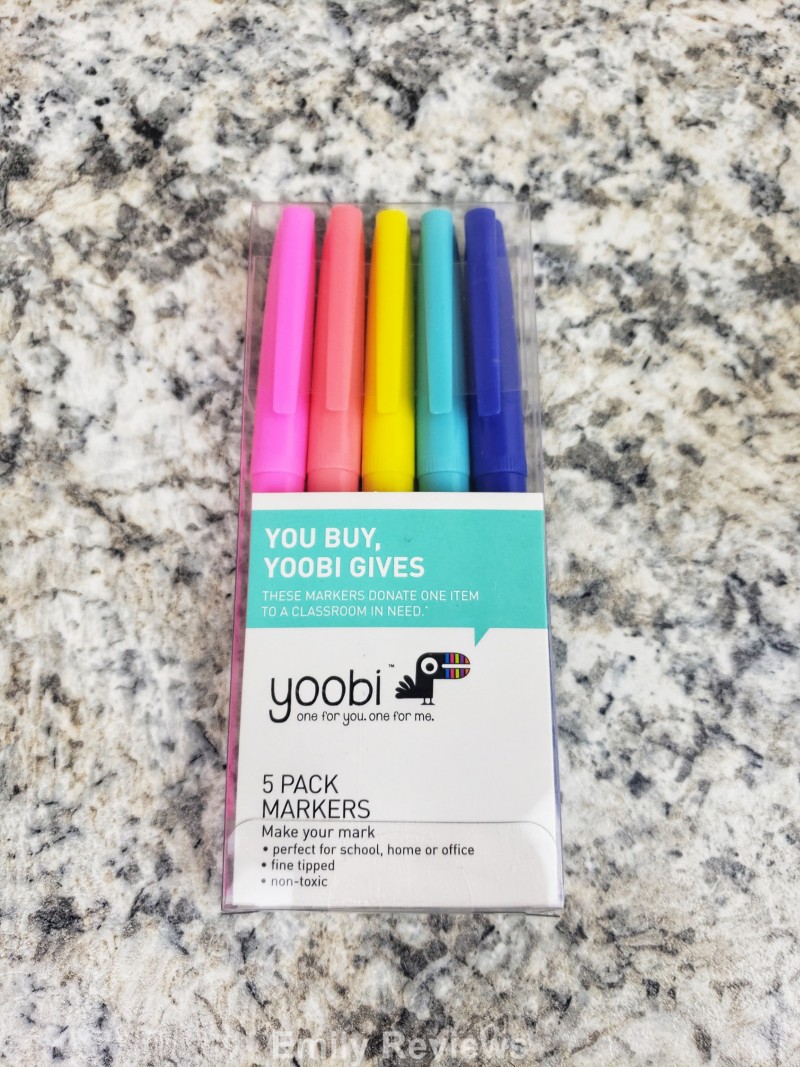 YOU BUY,
YOOBI GIVES
THESE MARKERS DONATE ONE ITEM
TO A CLASSROOM IN NEED.*
yoobi™
one for you. one for me.
5 PACK
MARKERS
Make your mark
• perfect for school, home or office
• fine tipped
• non-toxic
Emily Reviews